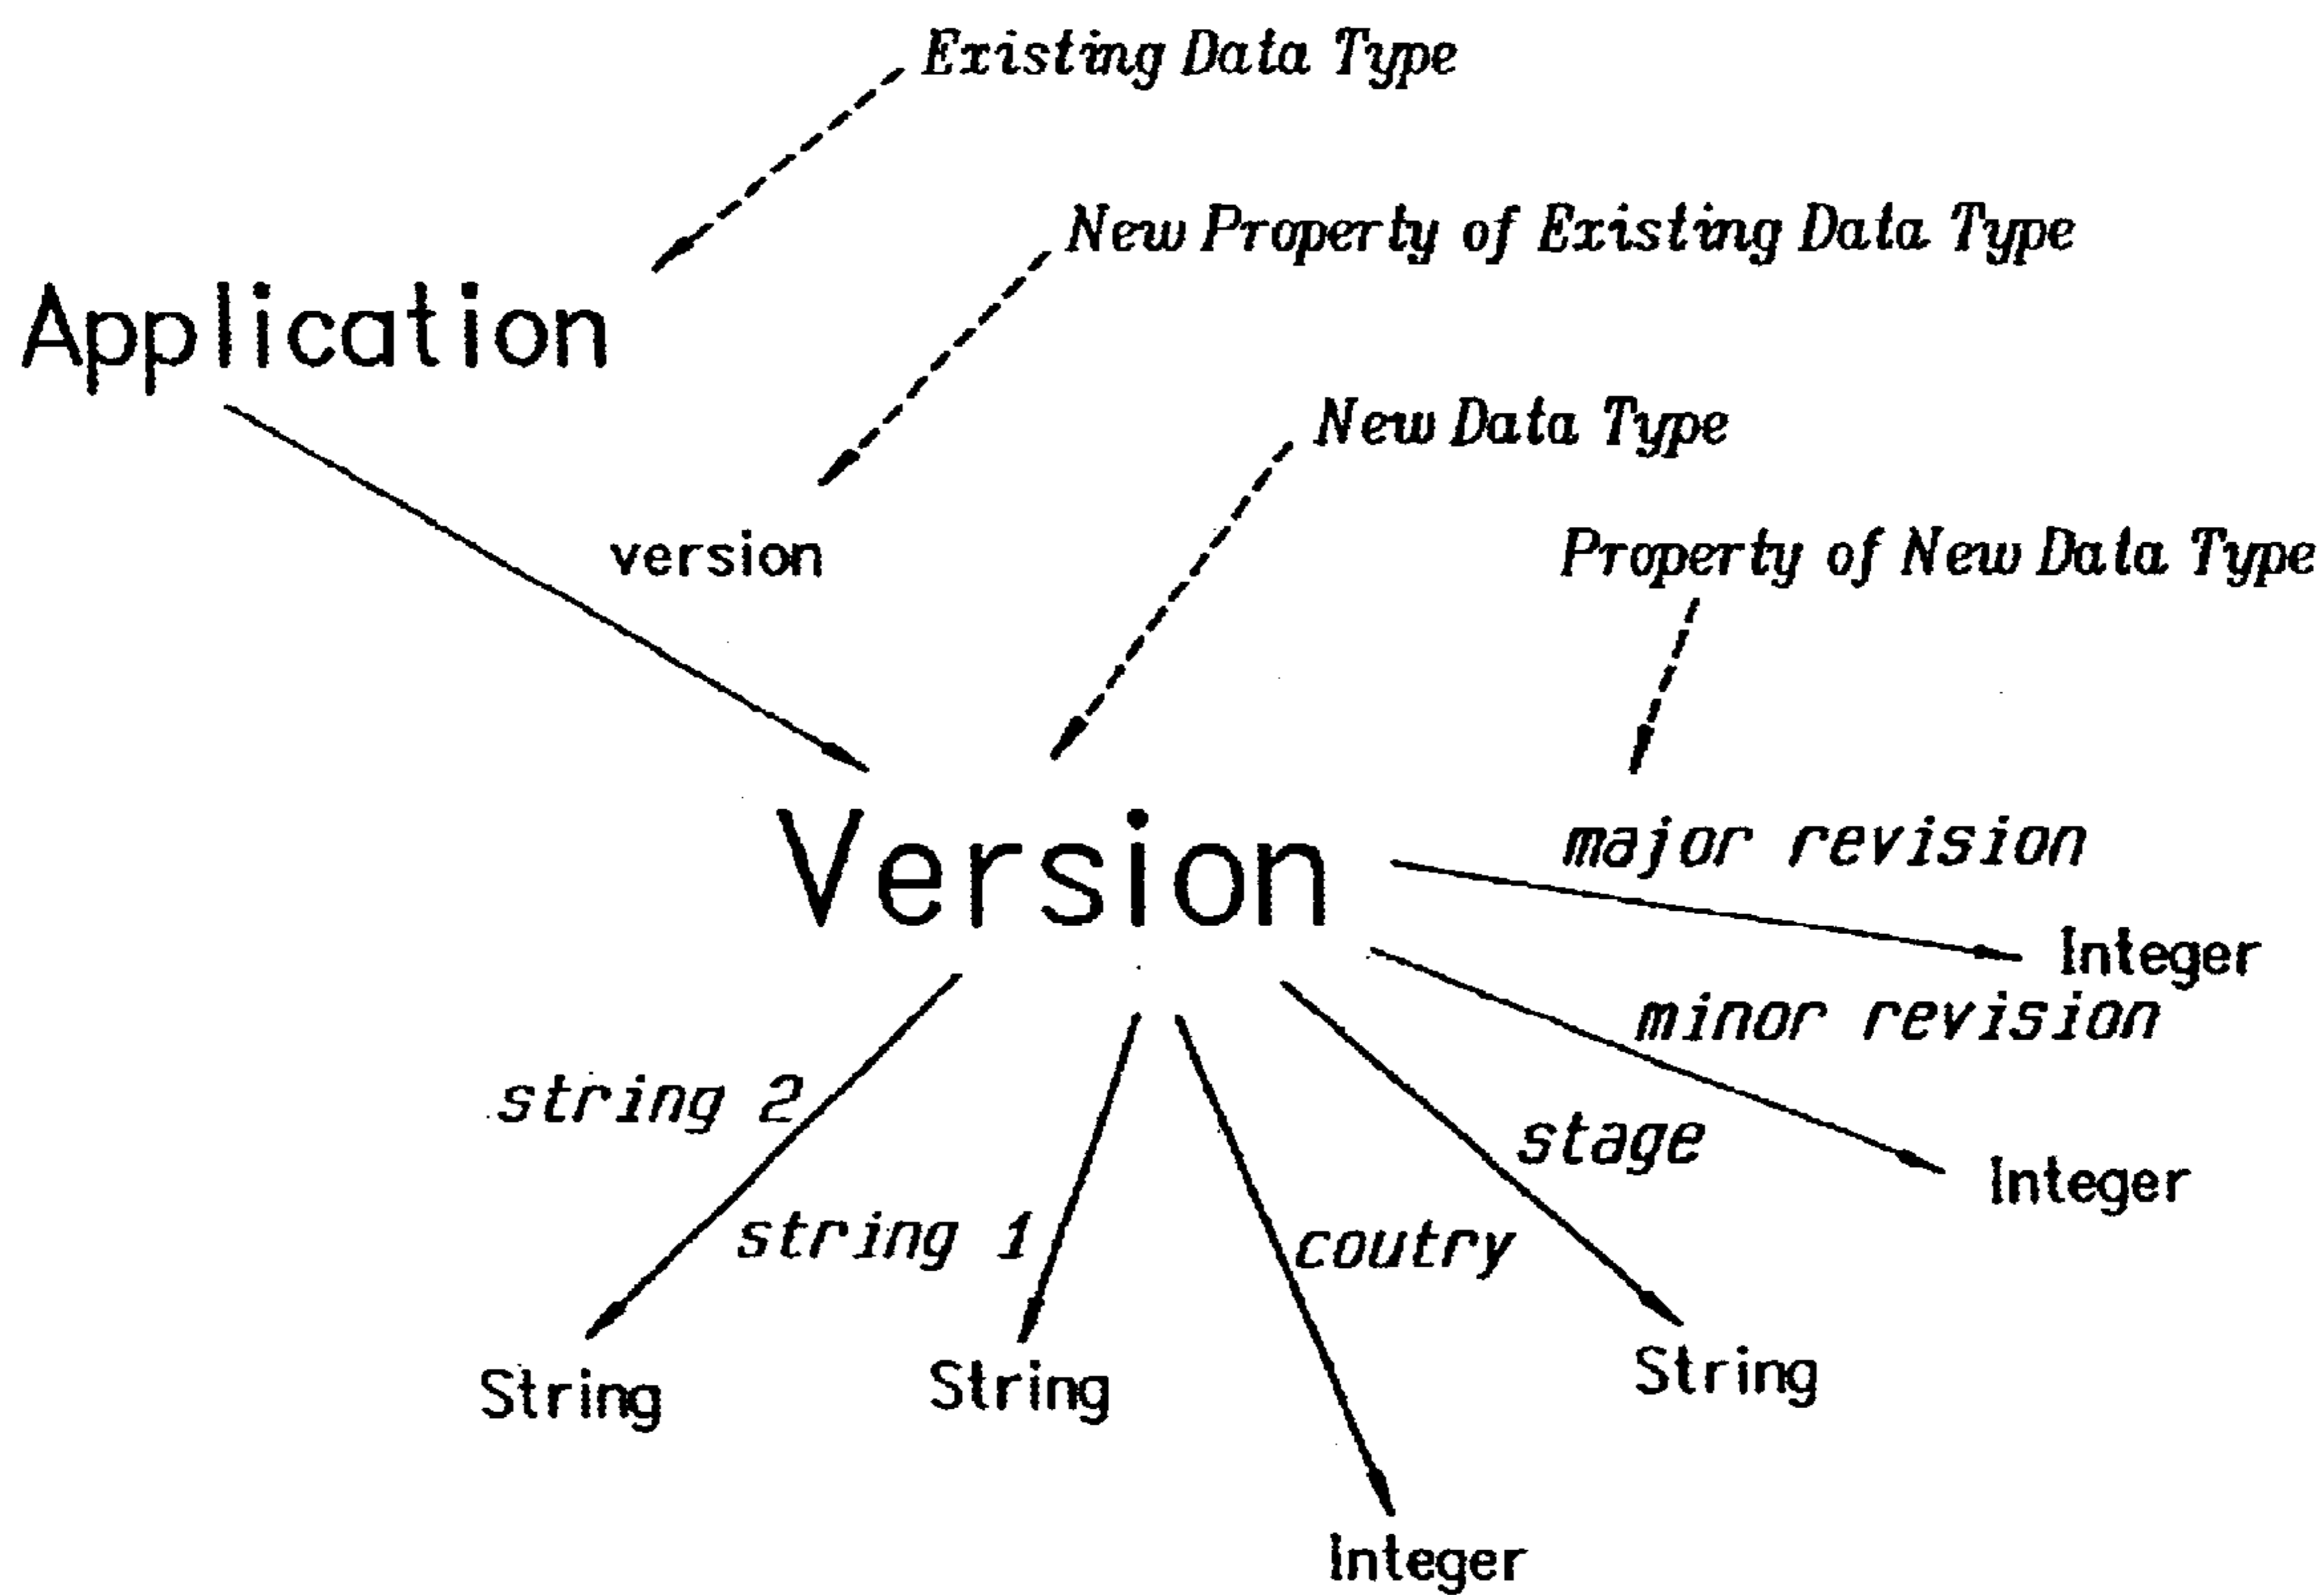 Existing Data Type
New Property of Existing Data Type
Application
New Data Type
version
Property of New Data Type
Version
major revision
Integer
minor revision
string 2
stage
Integer
string 1
coutry
String
String
String
Integer